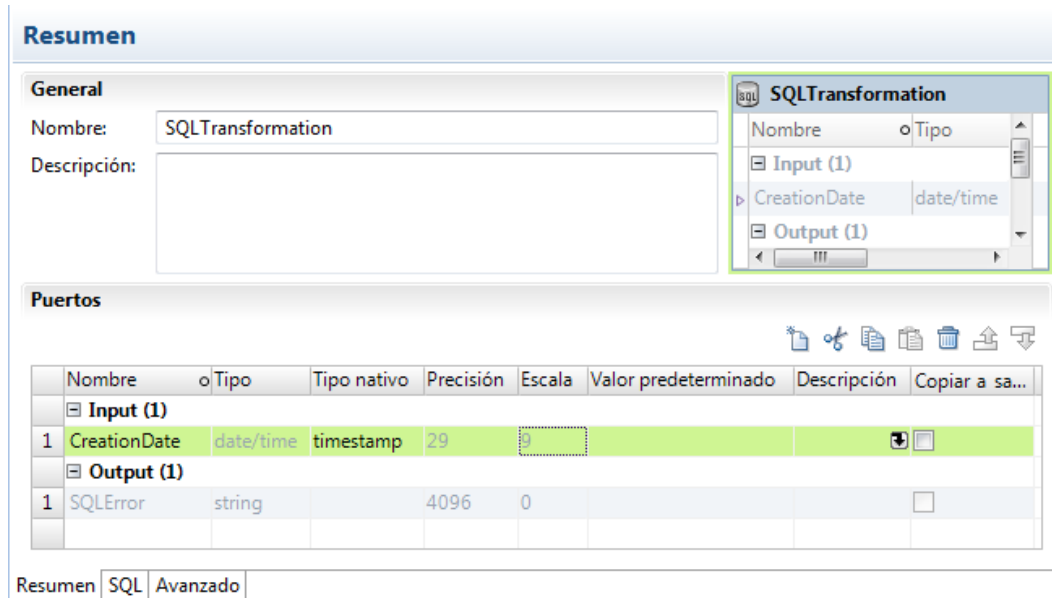 Resumen
General
Nombre: SQLTransformation
Descripción:
SQL SQLTransformation
Nombre Tipo
Input (1)
CreationDate date/time
Output (1)
Puertos
Nombre Tipo Tipo nativo Precisión Escala Valor predeterminado Descripción Copiar a sa...
Input (1)
1 CreationDate date/time timestamp 29 9
Output (1)
1 SQLError string 4096 0
Resumen SQL Avanzado